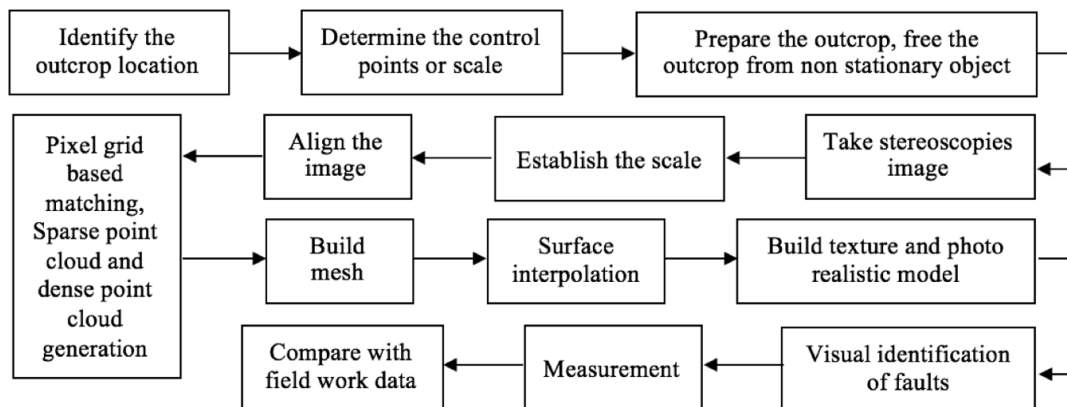 Identify the
outcrop location
Determine the control
points or scale
Prepare the outcrop, free the
outcrop from non stationary object
Take stereoscopies
image
Establish the scale
Align the
image
Pixel grid
based
matching,
Sparse point
cloud and
dense point
cloud
generation
Build
mesh
Surface
interpolation
Build texture and photo
realistic model
Visual identification
of faults
Measurement
Compare with
field work data